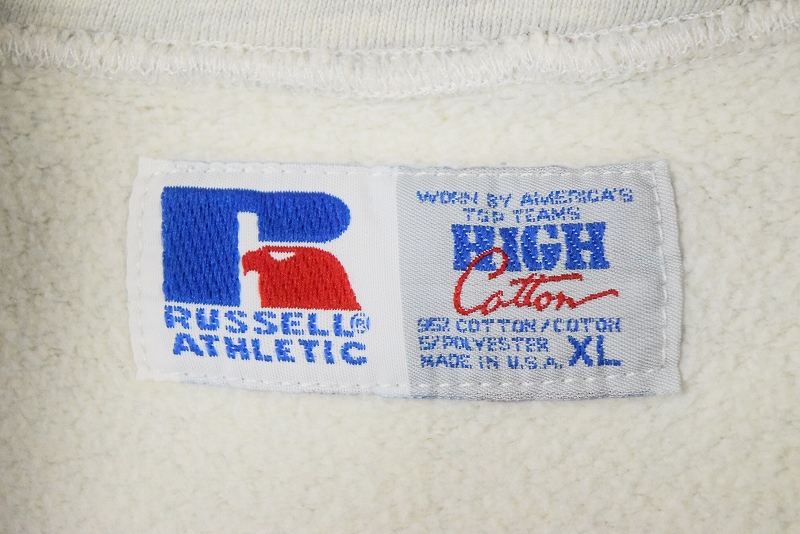 RUSSELL®
ATHLETIC
WORN BY AMERICA'S
TOP TEAMS
HIGH
Cotton
95% COTTON/COTON
5%POLYESTER
MADE IN U.S.A. XL